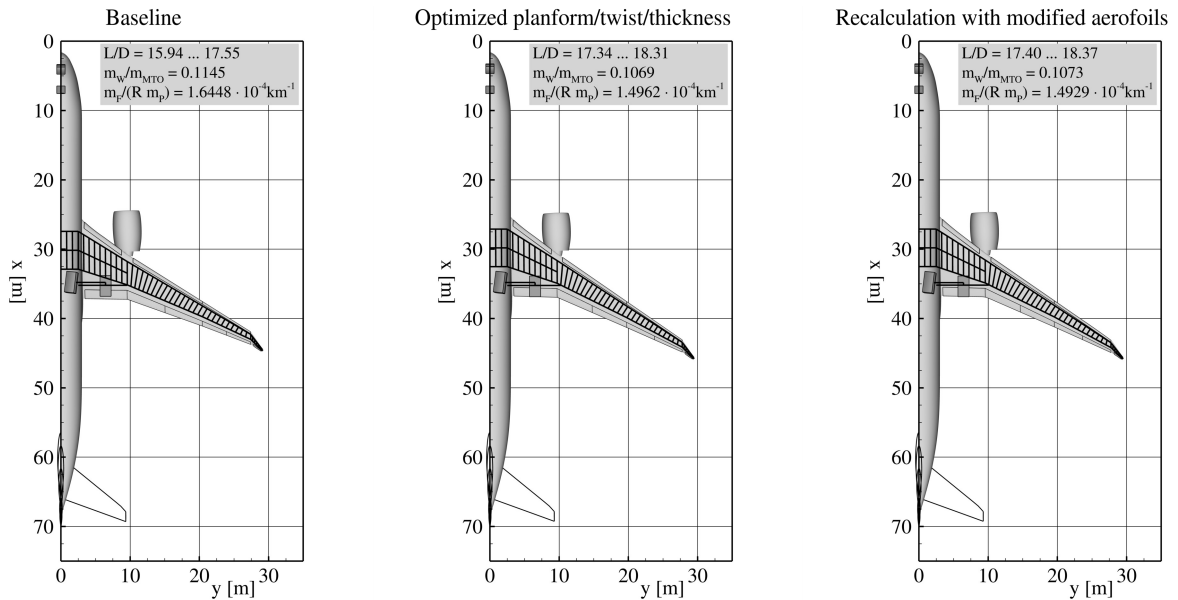 Baseline
L/D = 15.94 ... 17.55
m_W/m_MTO = 0.1145
m_F/(R m_P) = 1.6448 · 10^-4 km^-1
0
10
20
30
40
50
60
70
x [m]
0 10 20 30
y [m]
Optimized planform/twist/thickness
L/D = 17.34 ... 18.31
m_W/m_MTO = 0.1069
m_F/(R m_P) = 1.4962 · 10^-4 km^-1
0
10
20
30
40
50
60
70
x [m]
0 10 20 30
y [m]
Recalculation with modified aerofoils
L/D = 17.40 ... 18.37
m_W/m_MTO = 0.1073
m_F/(R m_P) = 1.4929 · 10^-4 km^-1
0
10
20
30
40
50
60
70
x [m]
0 10 20 30
y [m]